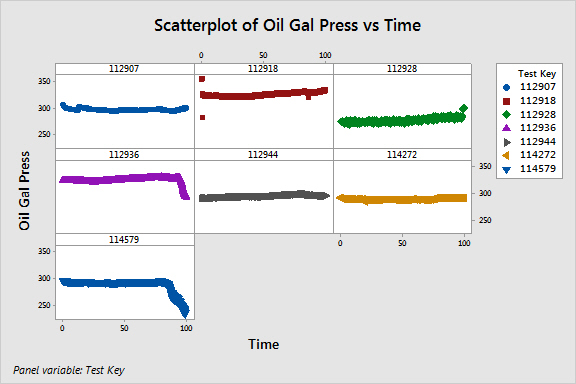 Scatterplot of Oil Gal Press vs Time
0 50 100
112907 112918 112928
350
300
250
112936 112944 114272
350
300
250
0 50 100
114579
350
300
250
0 50 100
Oil Gal Press
Time
Test Key
112907
112918
112928
112936
112944
114272
114579
Panel variable: Test Key